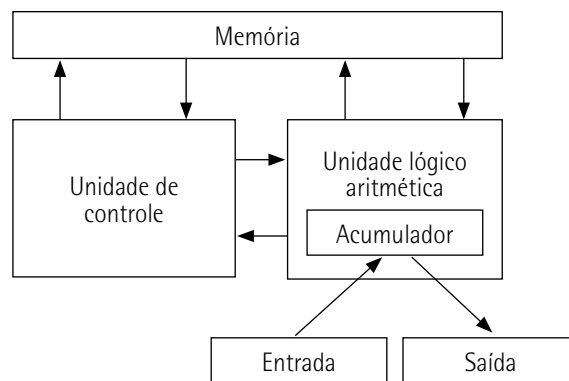 Memória
Unidade de
controle
Unidade lógico
aritmética
Acumulador
Entrada
Saída